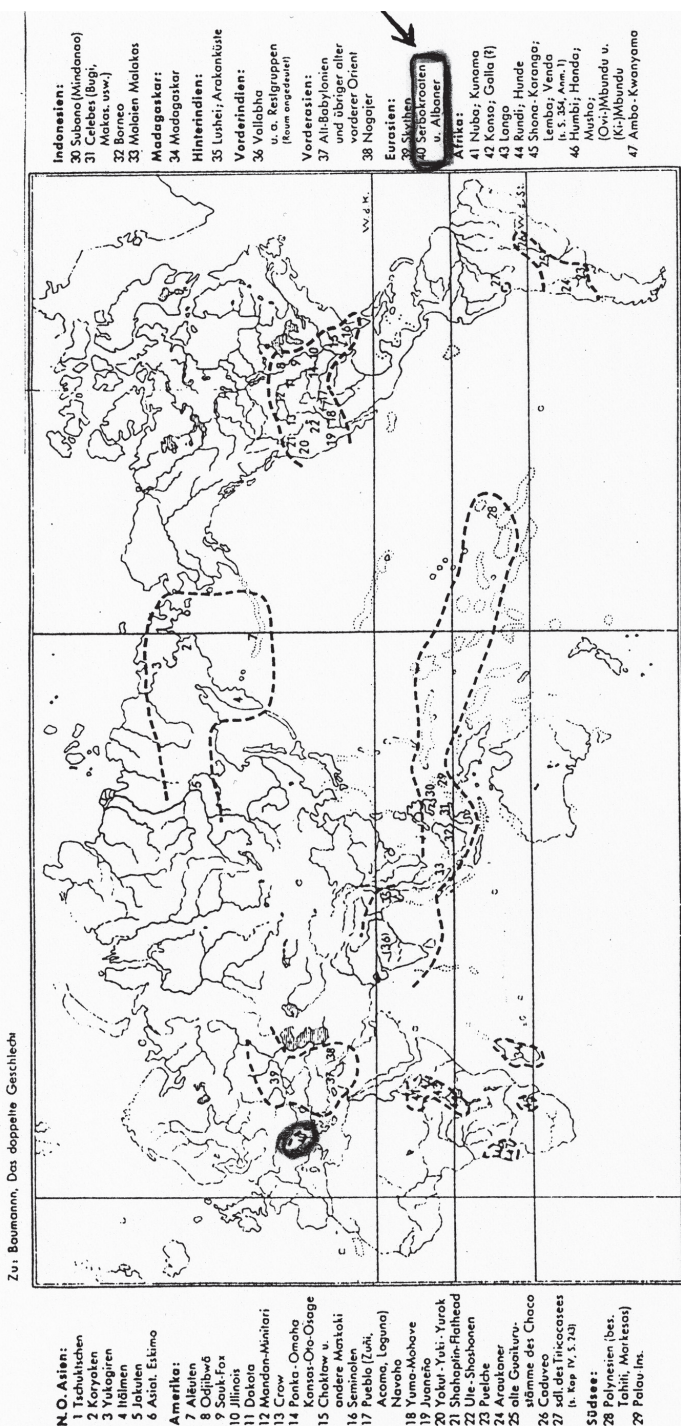 Zu: Baumannn, Das doppelte Geschlecht
N. O. Asien:
1 Tschuktschen
2 Koryaken
3 Yukagiren
4 Itälmen
5 Jakuten
6 Asiat. Eskimo
Amerika:
7 Alëuten
8 Odjibwä
9 Sauk-Fox
10 Illinois
11 Dakota
12 Mandan-Minitari
13 Crow
14 Ponka-Omaha
Kansas-Oto-Osage
15 Choktaw u.
andere Maskoki
16 Seminolen
17 Pueblo (Zuñi,
Acoma, Laguna)
Navaho
18 Yuma-Mohave
19 Juaneño
20 Yokut-Yuki-Yurok
21 Shahaptin-Flathead
22 Ute-Shoshonen
23 Puelche
24 Araukaner
25 alte Guaikuru-
stämme des Chaco
26 Caduveo
27 sdl. des Titicacasees
(s. Kap IV, S. 243)
Südsee:
28 Polynesien (bes.
Tahiti, Markesas)
29 Palau-Ins.
W. d. K.
W. d. St.
Indonesien:
30 Subano (Mindanao)
31 Celebes (Bugi,
Makas. usw.)
32 Borneo
33 Malaien Malakas
Madagaskar:
34 Madagaskar
Hinterindien:
35 Lushei; Arakanküste
Vorderindien:
36 Vallabha
u. a. Restgruppen
(Raum angedeutet)
Vorderasien:
37 Alt-Babylonien
und übriger alter
vorderer Orient
38 Nogajer
Eurasien:
39 Skythen
40 Serbokroaten
u. Albaner
Afrika:
41 Nuba; Kunama
42 Konso; Galla (?)
43 Lango
44 Rundi; Hunde
45 Shona-Karanga;
Lemba; Venda
(s. S. 354, Anm. 1)
46 Humbi; Handa;
Musho;
(Ovi-)Mbundu u.
(Ki-)Mbundu
47 Ambo-Kwanyama